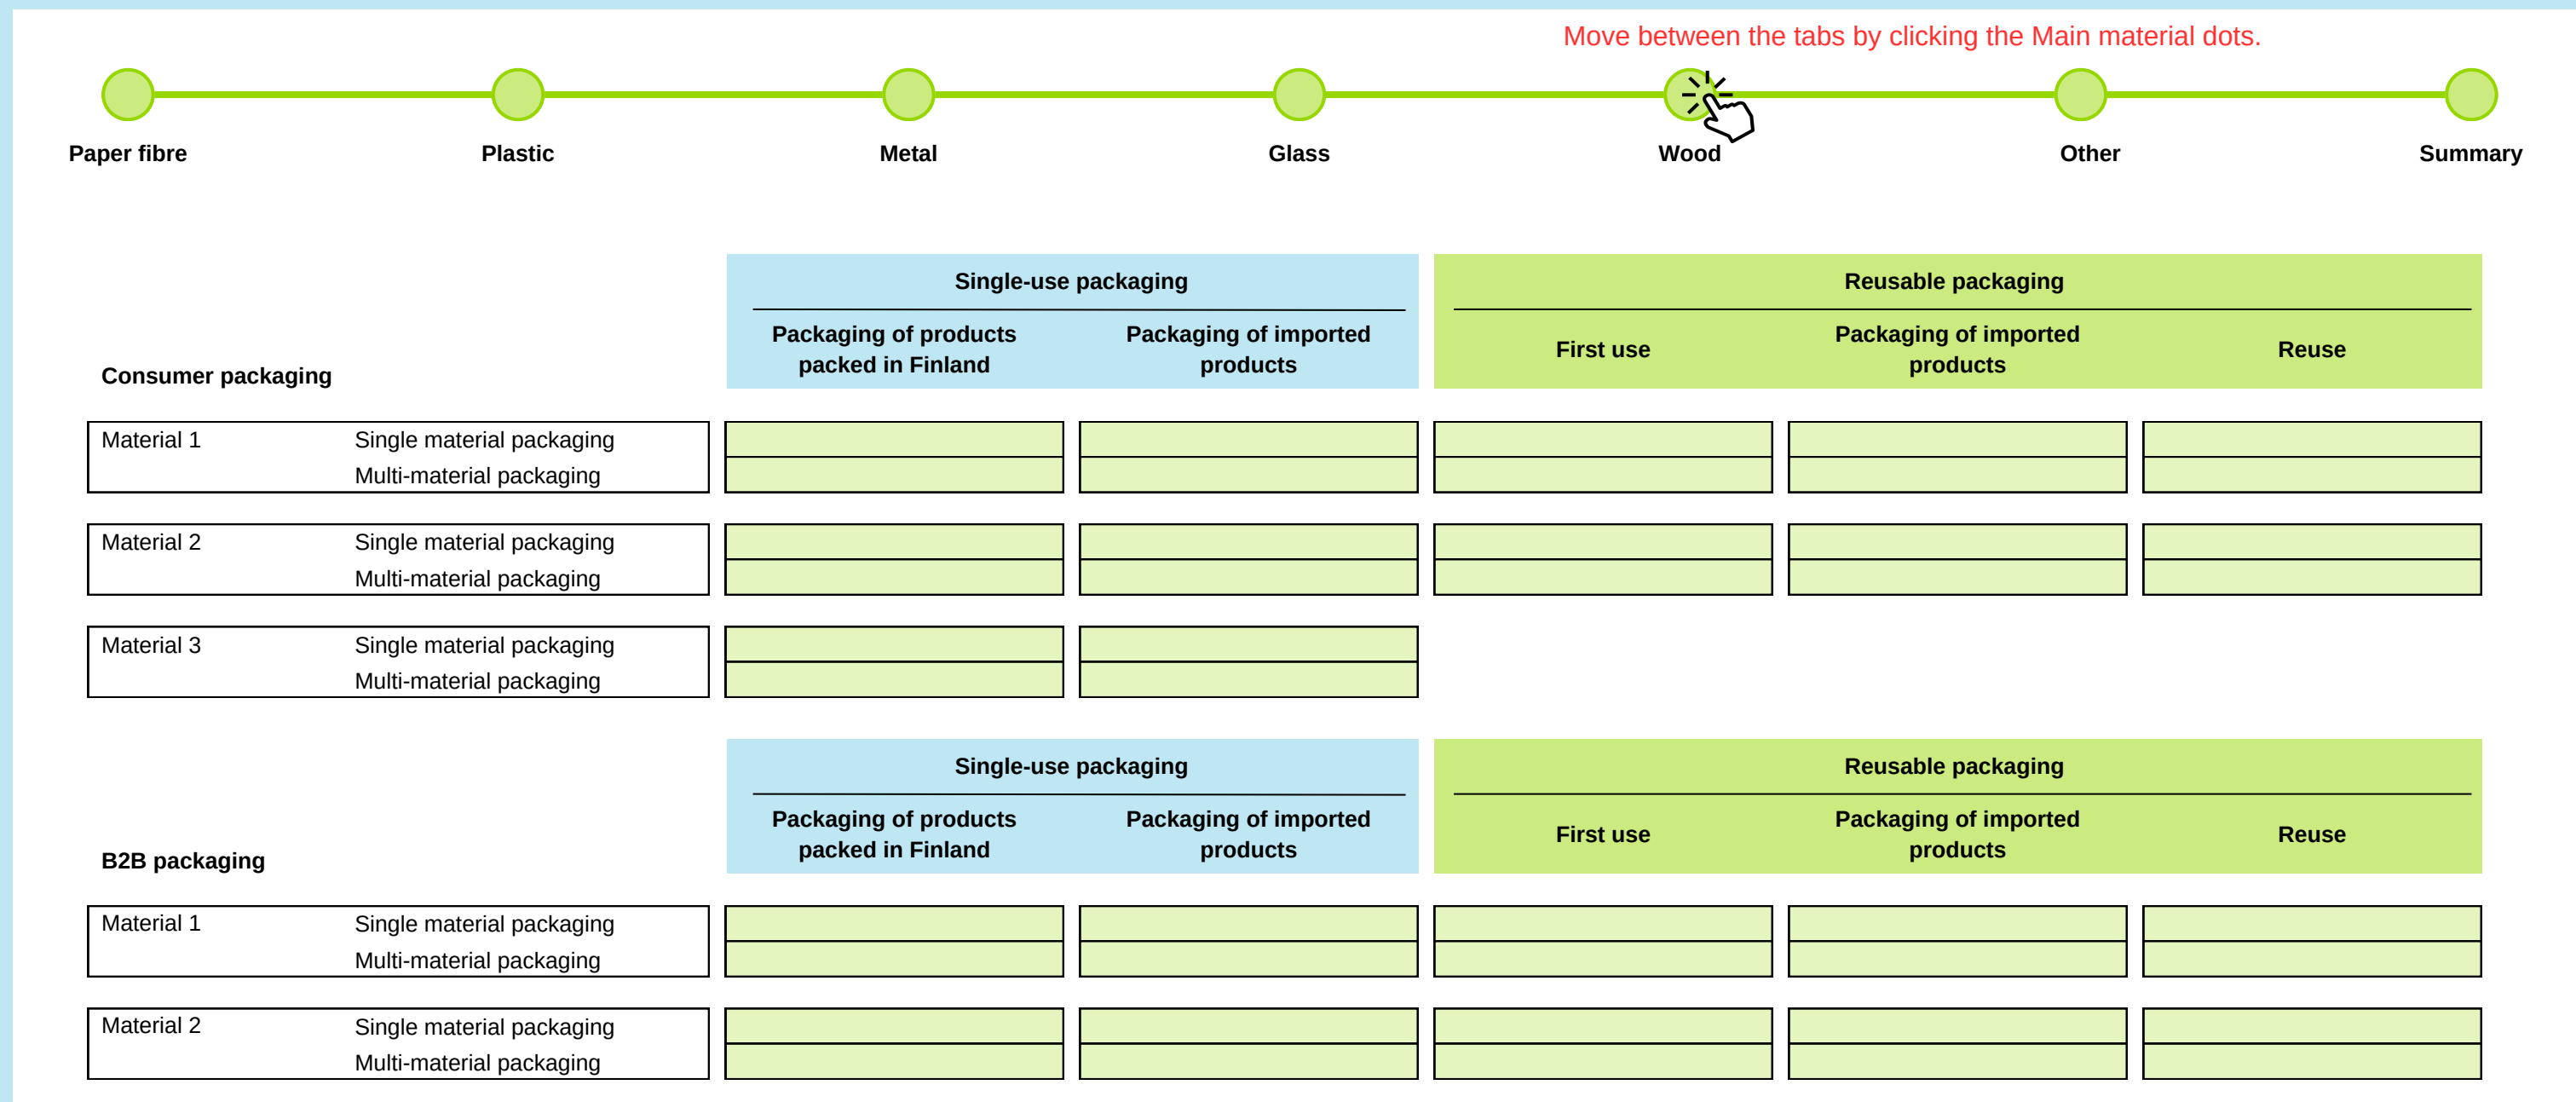 Move between the tabs by clicking the Main material dots.
Paper fibre Plastic Metal Glass Wood Other Summary
Single-use packaging Reusable packaging
Packaging of products packed in Finland Packaging of imported products First use Packaging of imported products Reuse
Consumer packaging
Material 1 Single material packaging
Multi-material packaging
Material 2 Single material packaging
Multi-material packaging
Material 3 Single material packaging
Multi-material packaging
Single-use packaging Reusable packaging
Packaging of products packed in Finland Packaging of imported products First use Packaging of imported products Reuse
B2B packaging
Material 1 Single material packaging
Multi-material packaging
Material 2 Single material packaging
Multi-material packaging